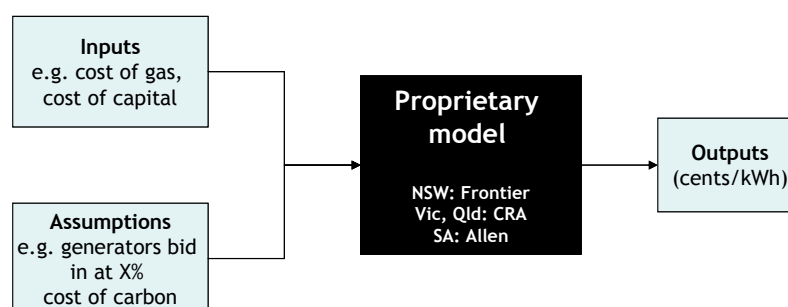 Inputs
e.g. cost of gas,
cost of capital
Assumptions
e.g. generators bid
in at X%
cost of carbon
Proprietary
model
NSW: Frontier
Vic, Qld: CRA
SA: Allen
Outputs
(cents/kWh)